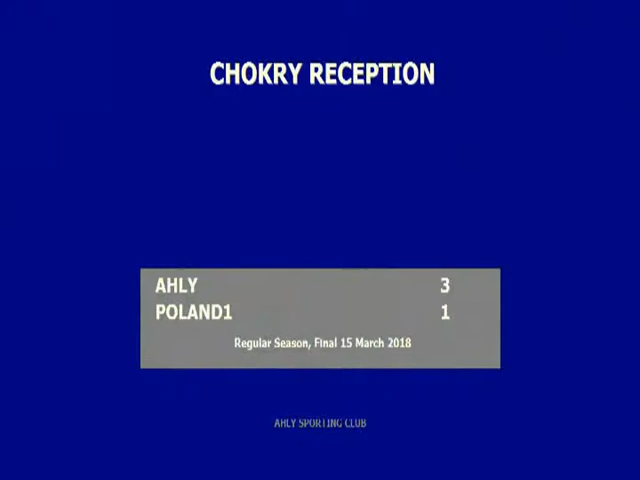 CHOKRY RECEPTION
AHLY 3
POLAND1 1
Regular Season, Final 15 March 2018
AHLY SPORTING CLUB